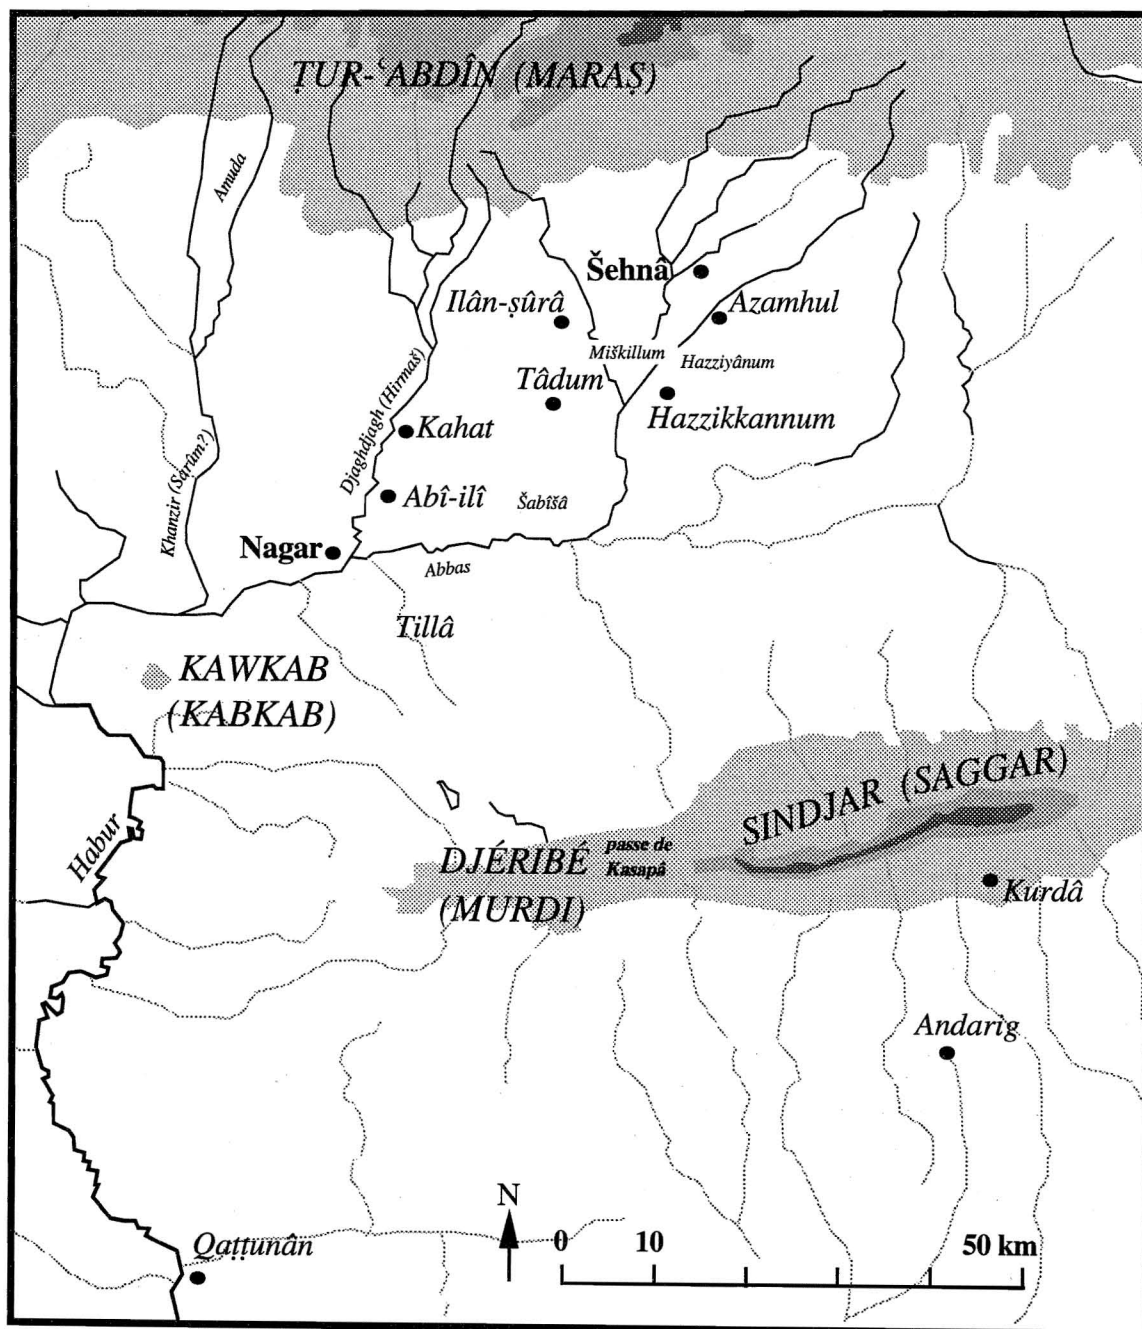 ṬUR-ʿABDÎN (MARAṢ)
Amuda
Šehnâ
Ilân-ṣûrâ
Azamhul
Miškillum
Hazziyânum
Tâdum
Hazzikkannum
Djaghdjagh (Hirmaš)
Kahat
Khanzir (Sarûm?)
Abî-ilî
Šabîšâ
Nagar
Abbas
Tillâ
KAWKAB
(KABKAB)
SINDJAR (SAGGAR)
Habur
DJÉRIBÉ
(MURDI)
passe de
Kasapâ
Kurdâ
Andarig
N
Qaṭṭunân
0 10 50 km